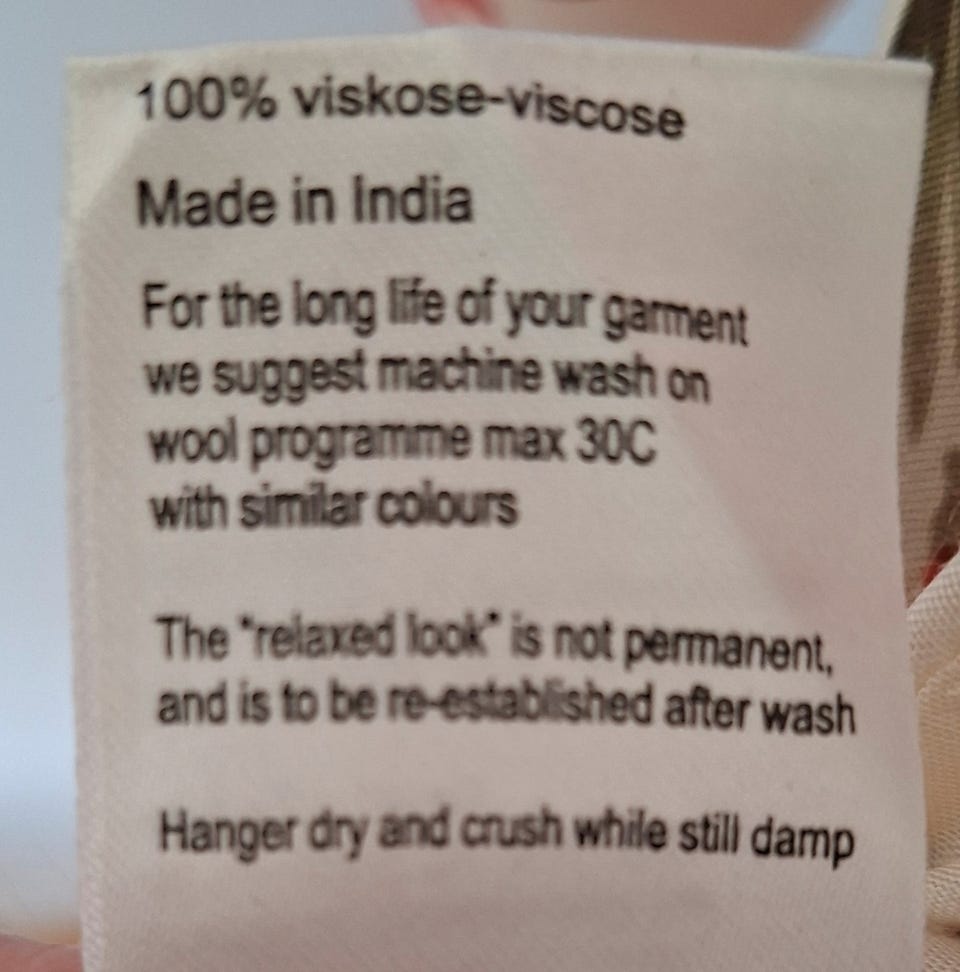 100% viskose-viscose
Made in India
For the long life of your garment
we suggest machine wash on
wool programme max 30C
with similar colours
The "relaxed look" is not permanent,
and is to be re-established after wash
Hanger dry and crush while still damp